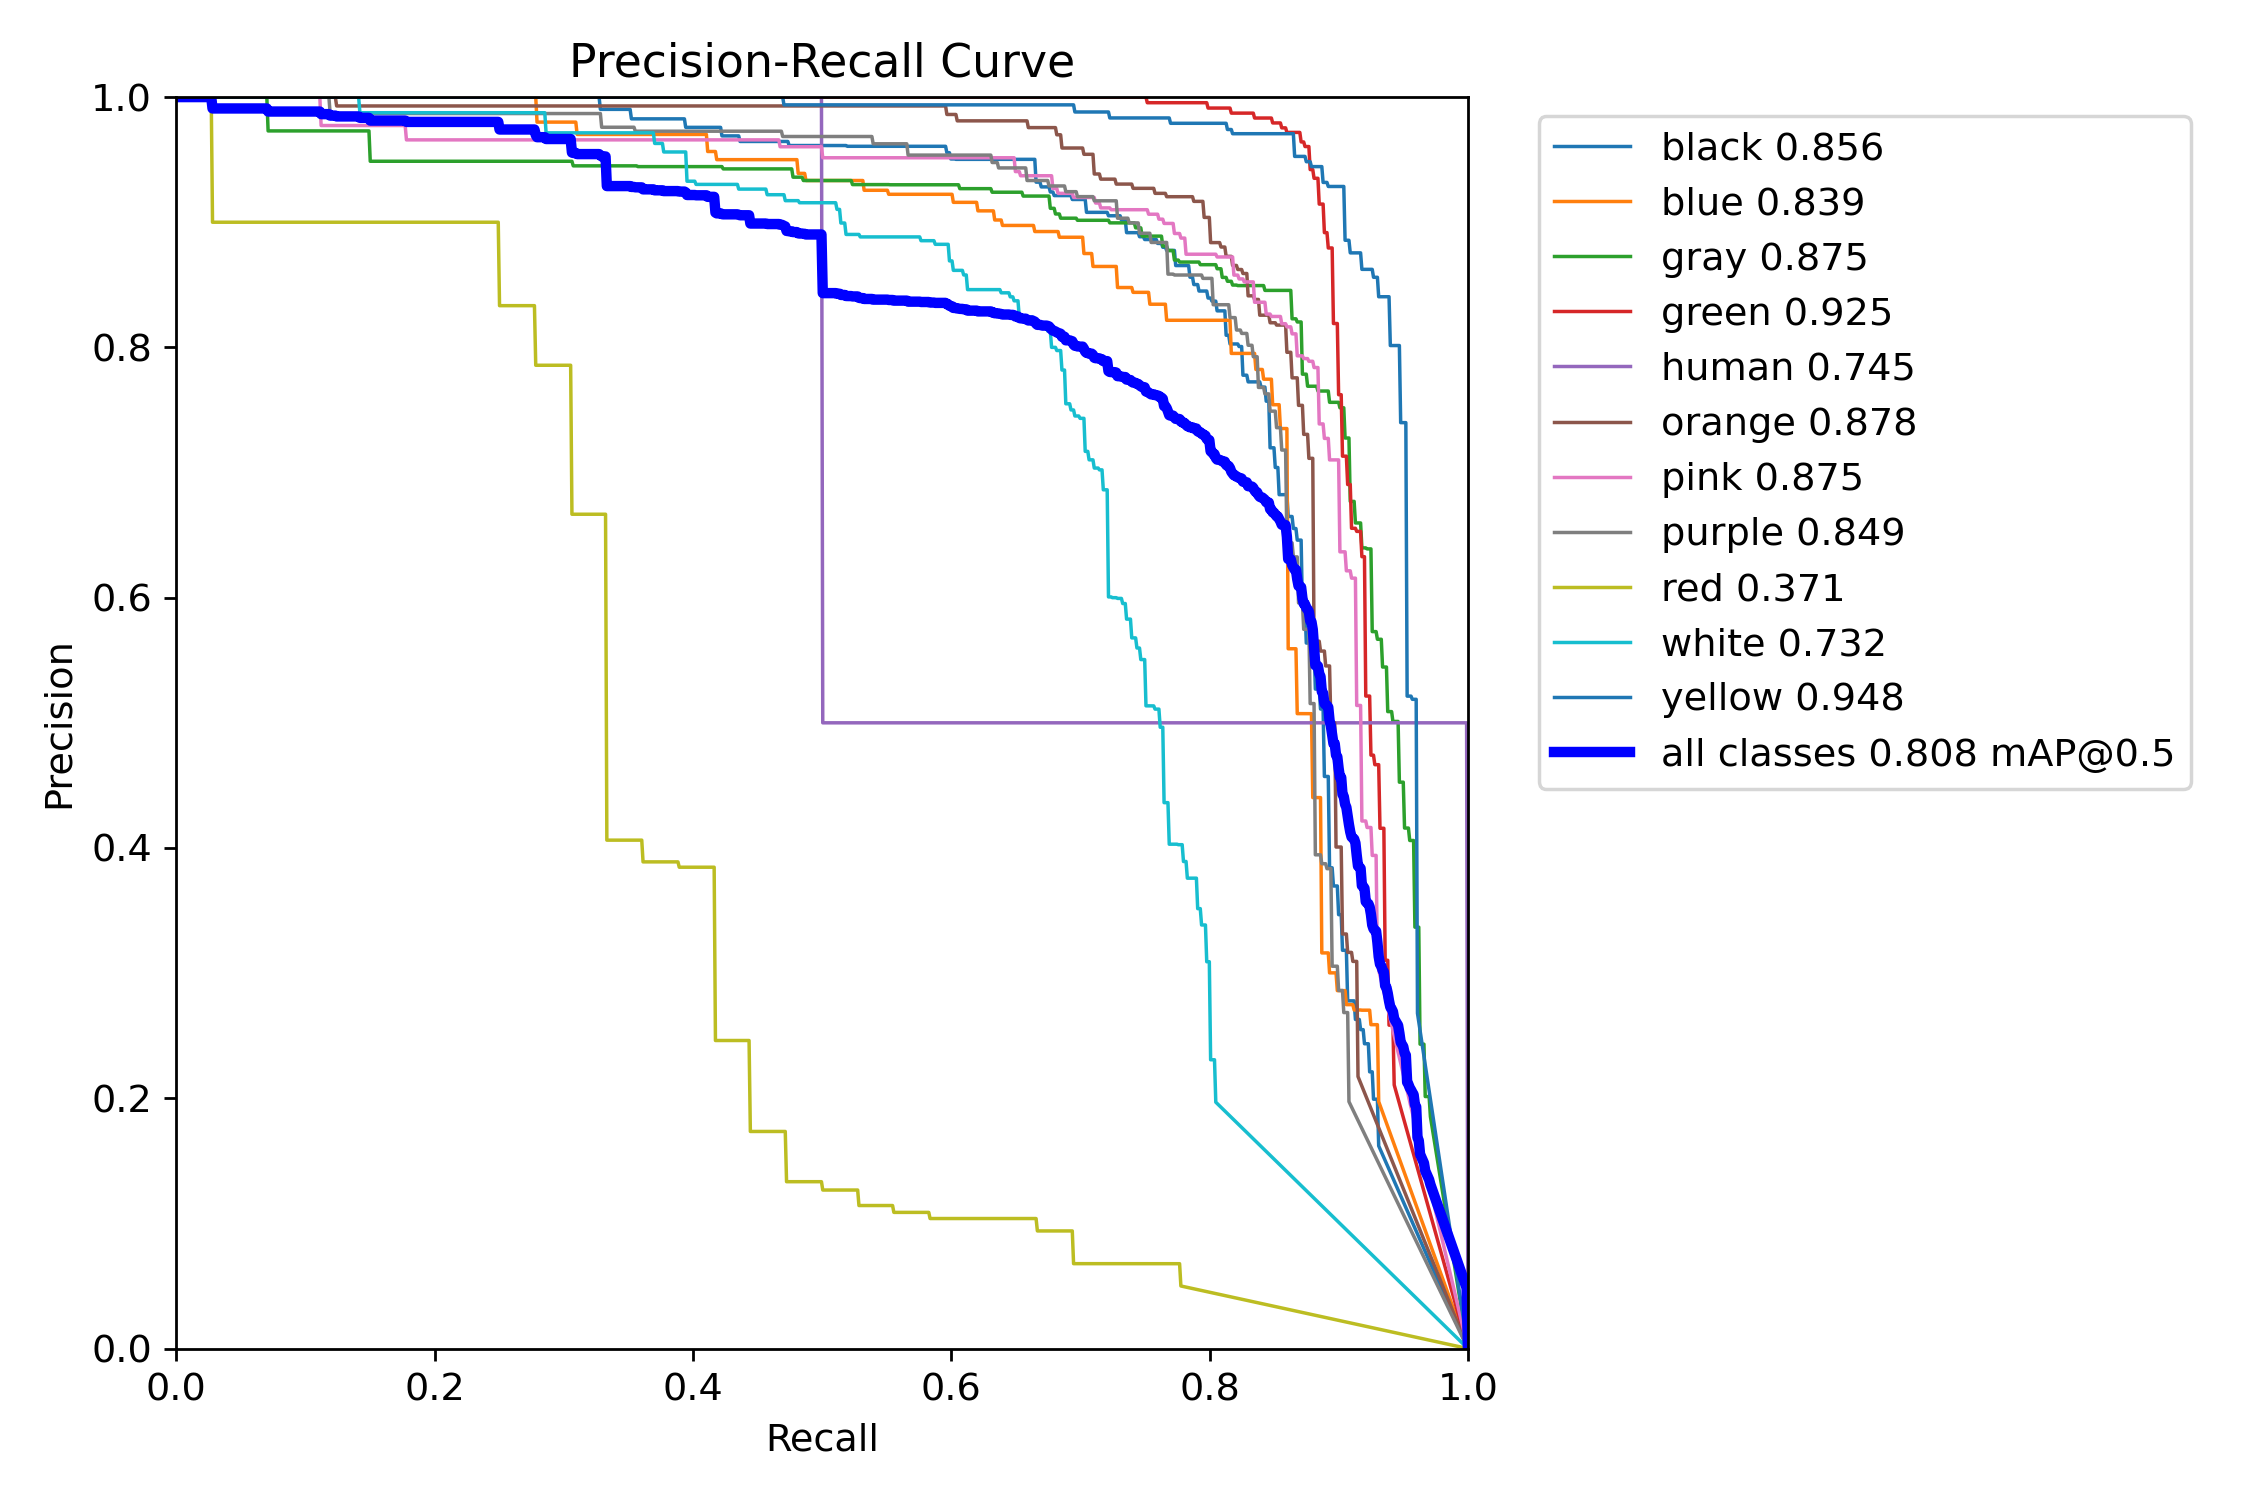 Precision-Recall Curve
1.0
0.8
0.6
0.4
0.2
0.0
Precision
0.0 0.2 0.4 0.6 0.8 1.0
Recall
black 0.856
blue 0.839
gray 0.875
green 0.925
human 0.745
orange 0.878
pink 0.875
purple 0.849
red 0.371
white 0.732
yellow 0.948
all classes 0.808 mAP@0.5